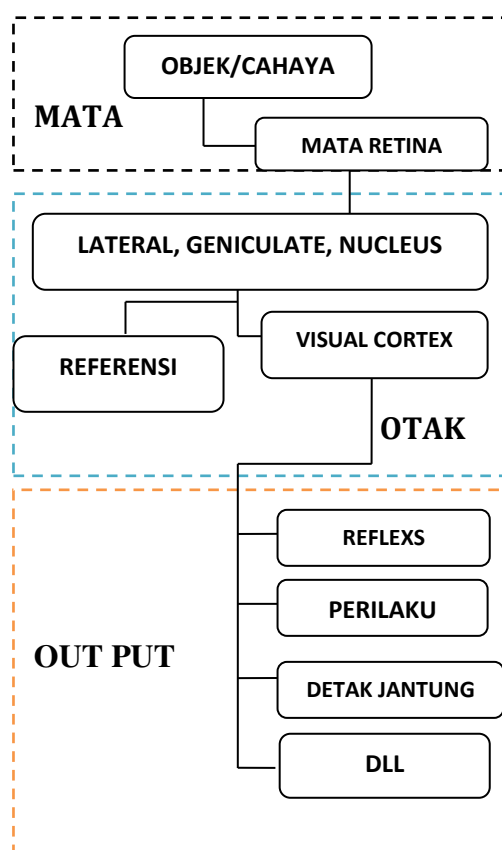 OBJEK/CAHAYA
MATA
MATA RETINA
LATERAL, GENICULATE, NUCLEUS
REFERENSI
VISUAL CORTEX
OTAK
REFLEXS
PERILAKU
OUT PUT
DETAK JANTUNG
DLL